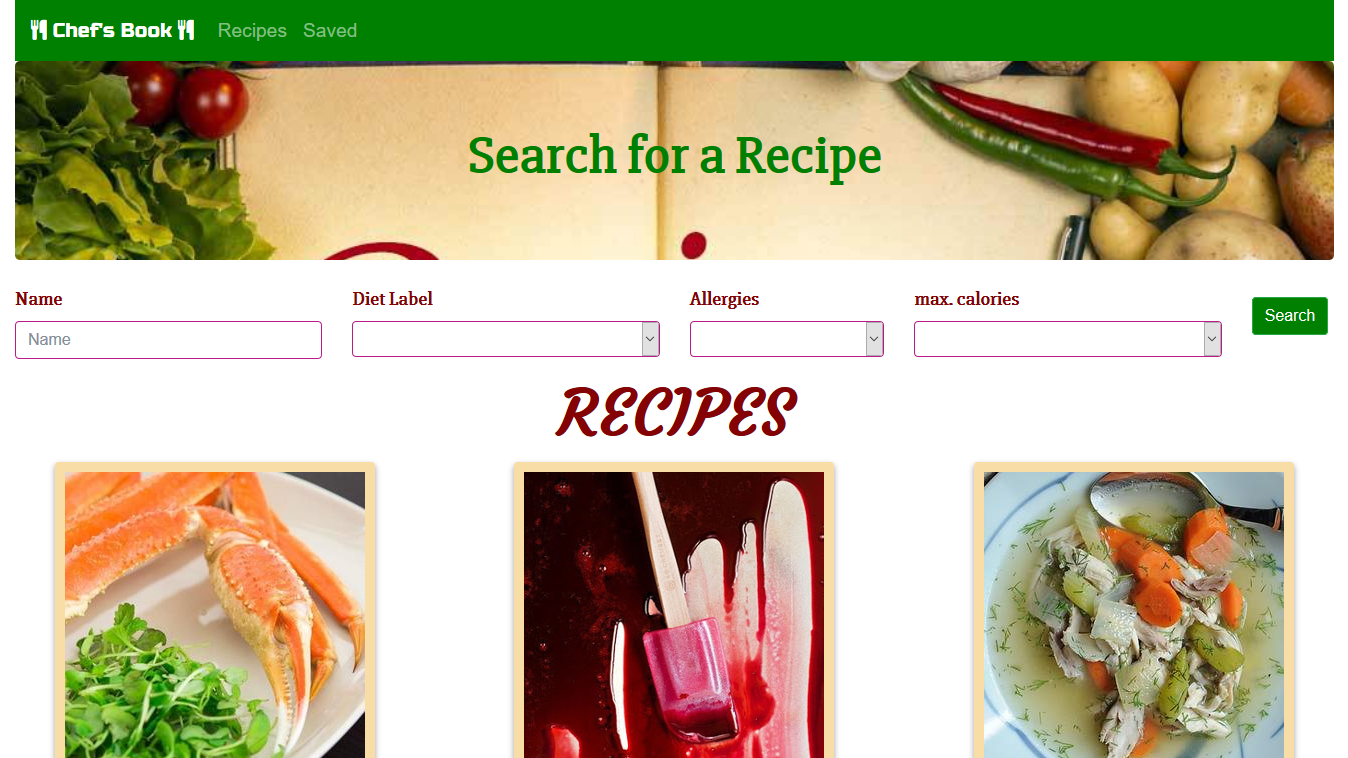 Chef's Book Recipes Saved
Search for a Recipe
Name Diet Label Allergies max. calories
Name Search
RECIPES